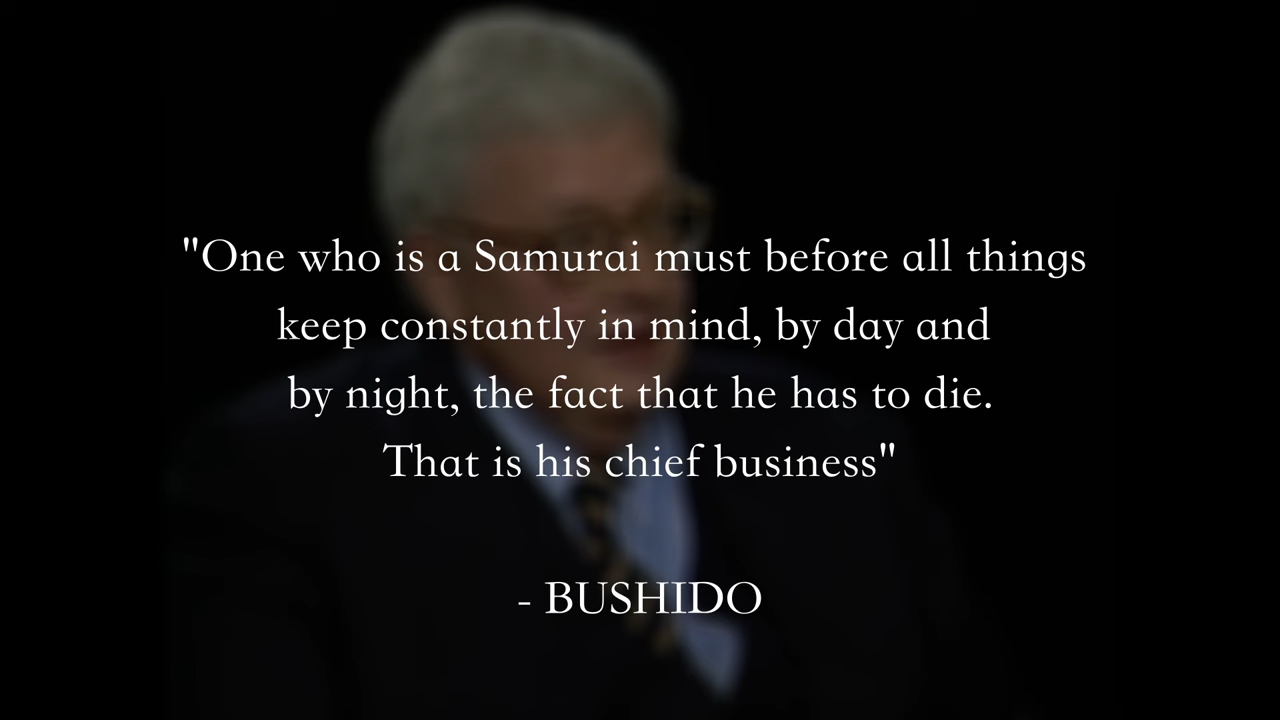 "One who is a Samurai must before all things
keep constantly in mind, by day and
by night, the fact that he has to die.
That is his chief business"
- BUSHIDO